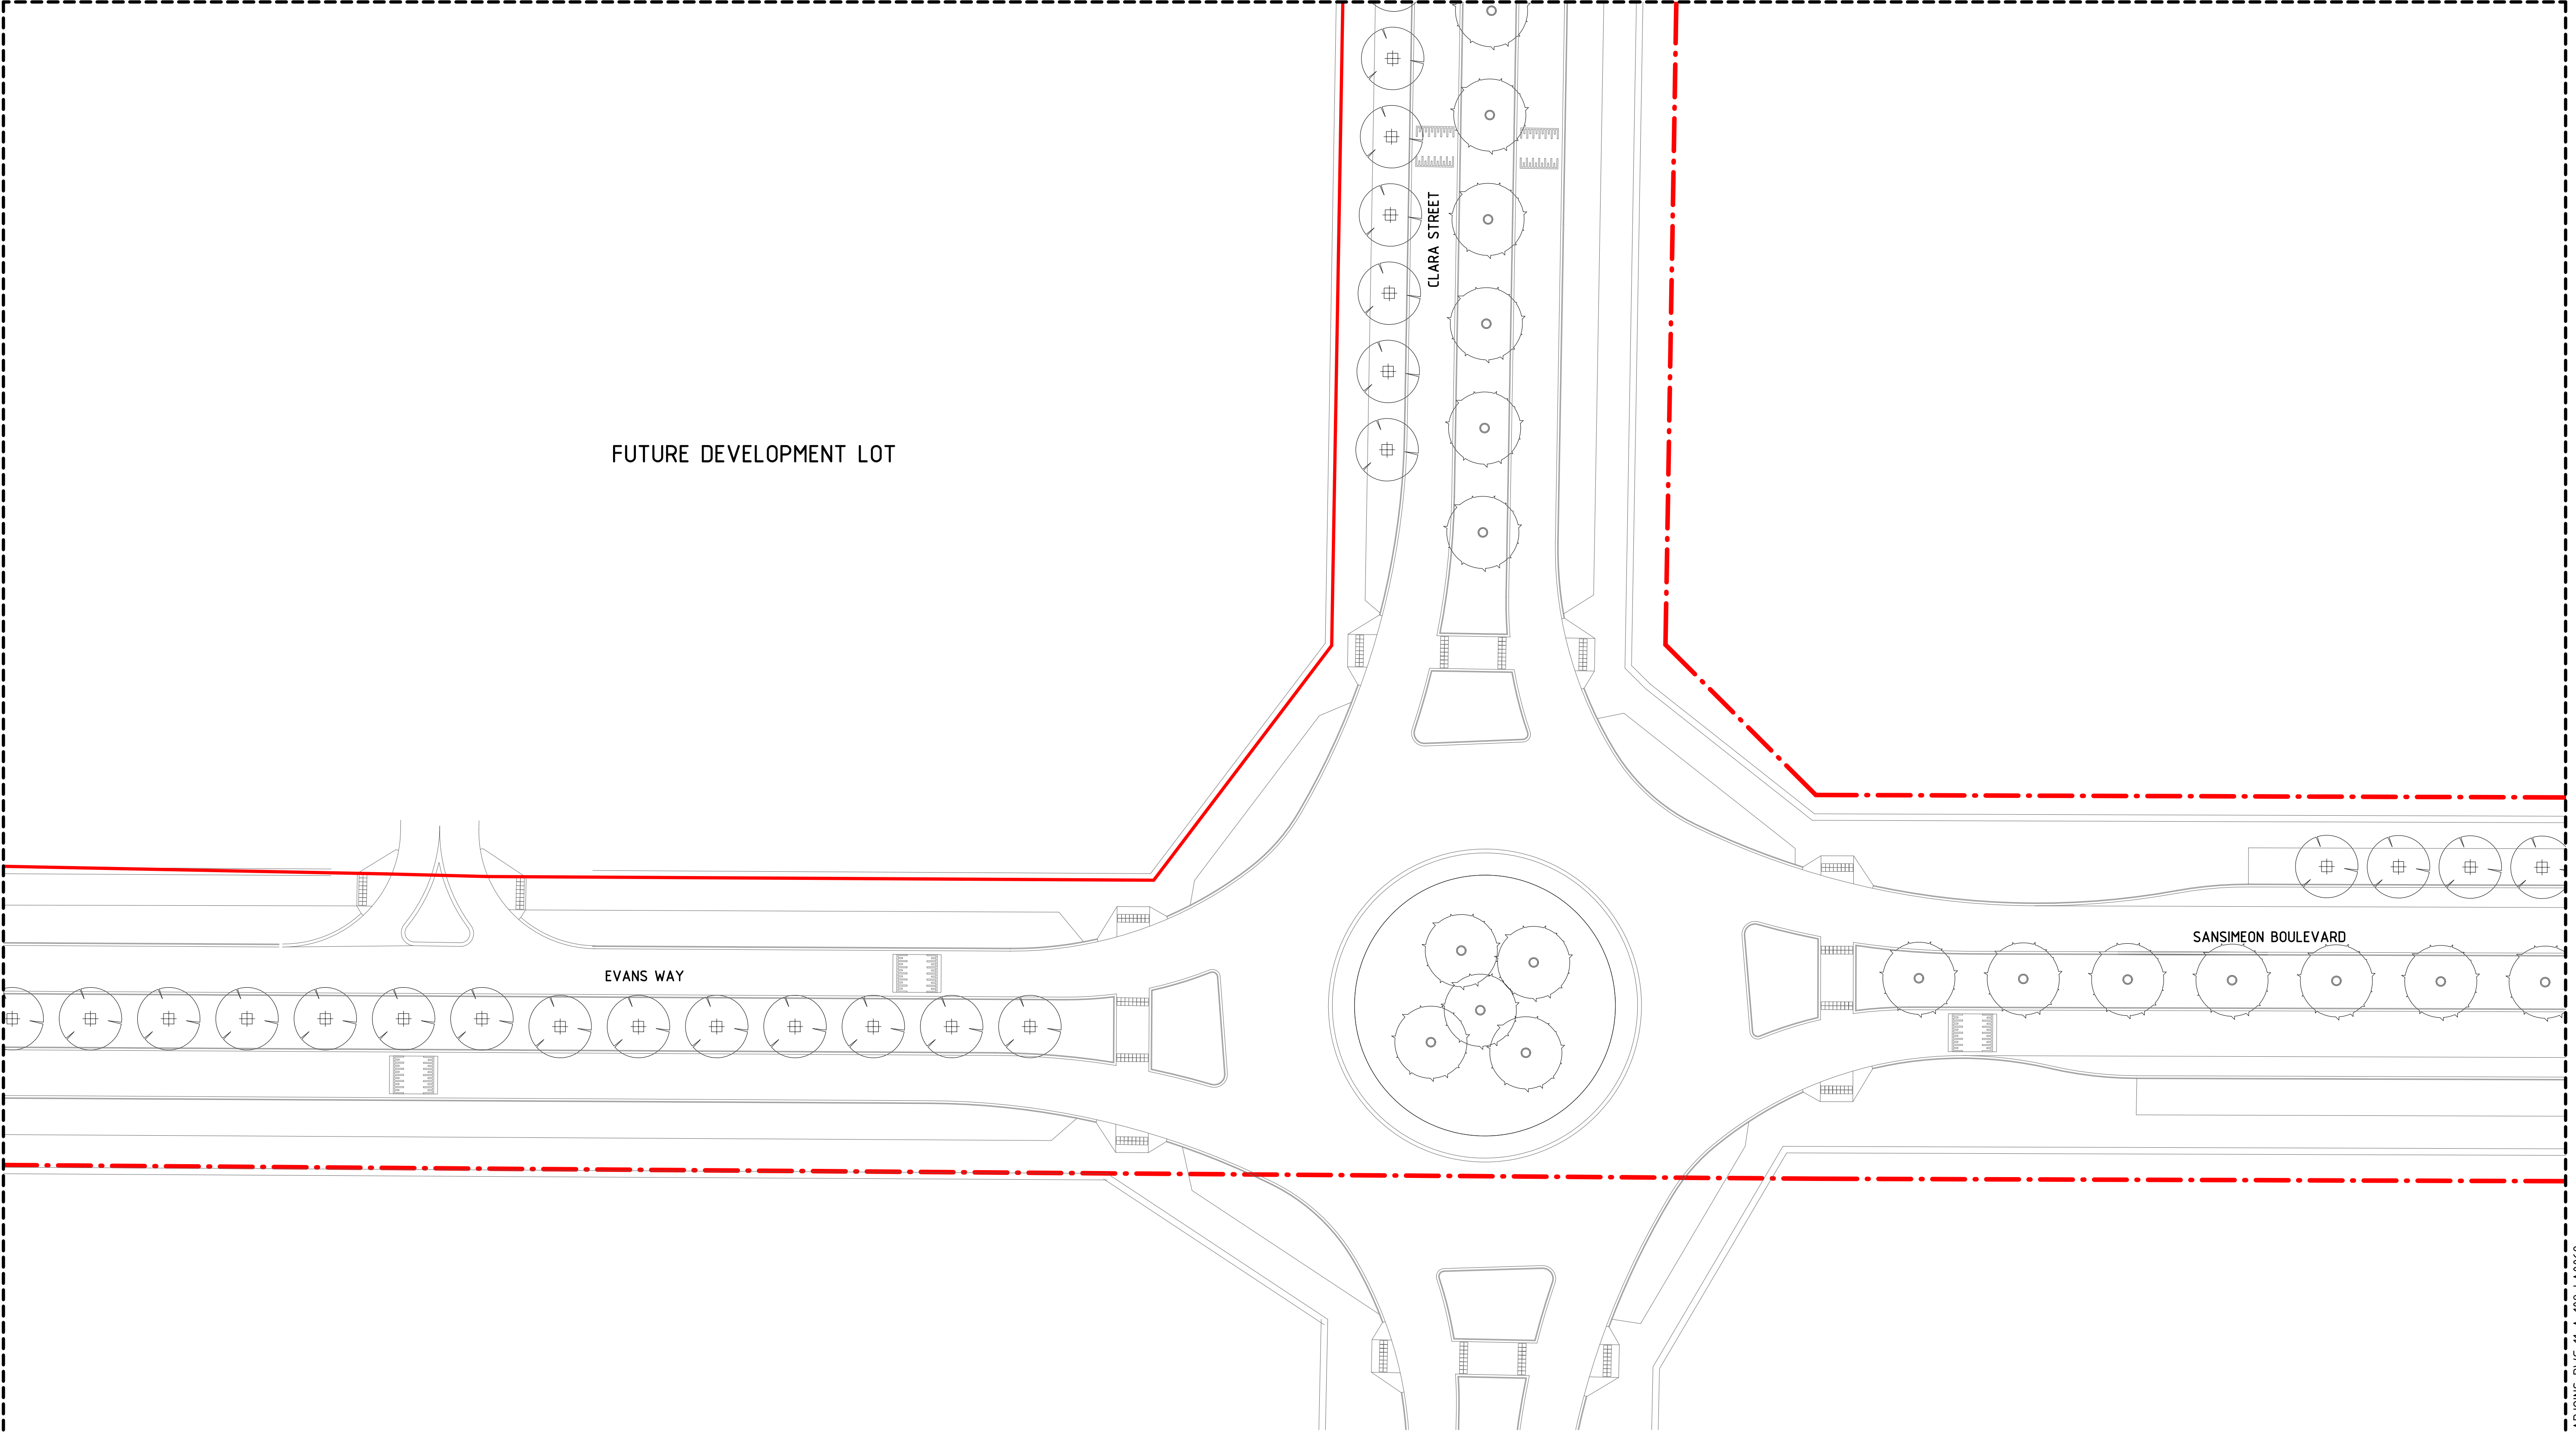 CLARA STREET
FUTURE DEVELOPMENT LOT
SANSIMEON BOULEVARD
EVANS WAY